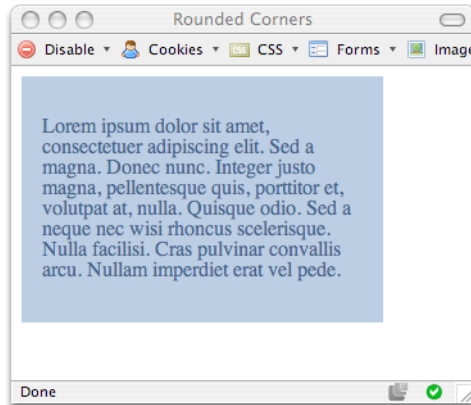 Rounded Corners
Disable Cookies CSS Forms Image
Lorem ipsum dolor sit amet,
consectetuer adipiscing elit. Sed a
magna. Donec nunc. Integer justo
magna, pellentesque quis, porttitor et,
volutpat at, nulla. Quisque odio. Sed a
neque nec wisi rhoncus scelerisque.
Nulla facilisi. Cras pulvinar convallis
arcu. Nullam imperdiet erat vel pede.
Done